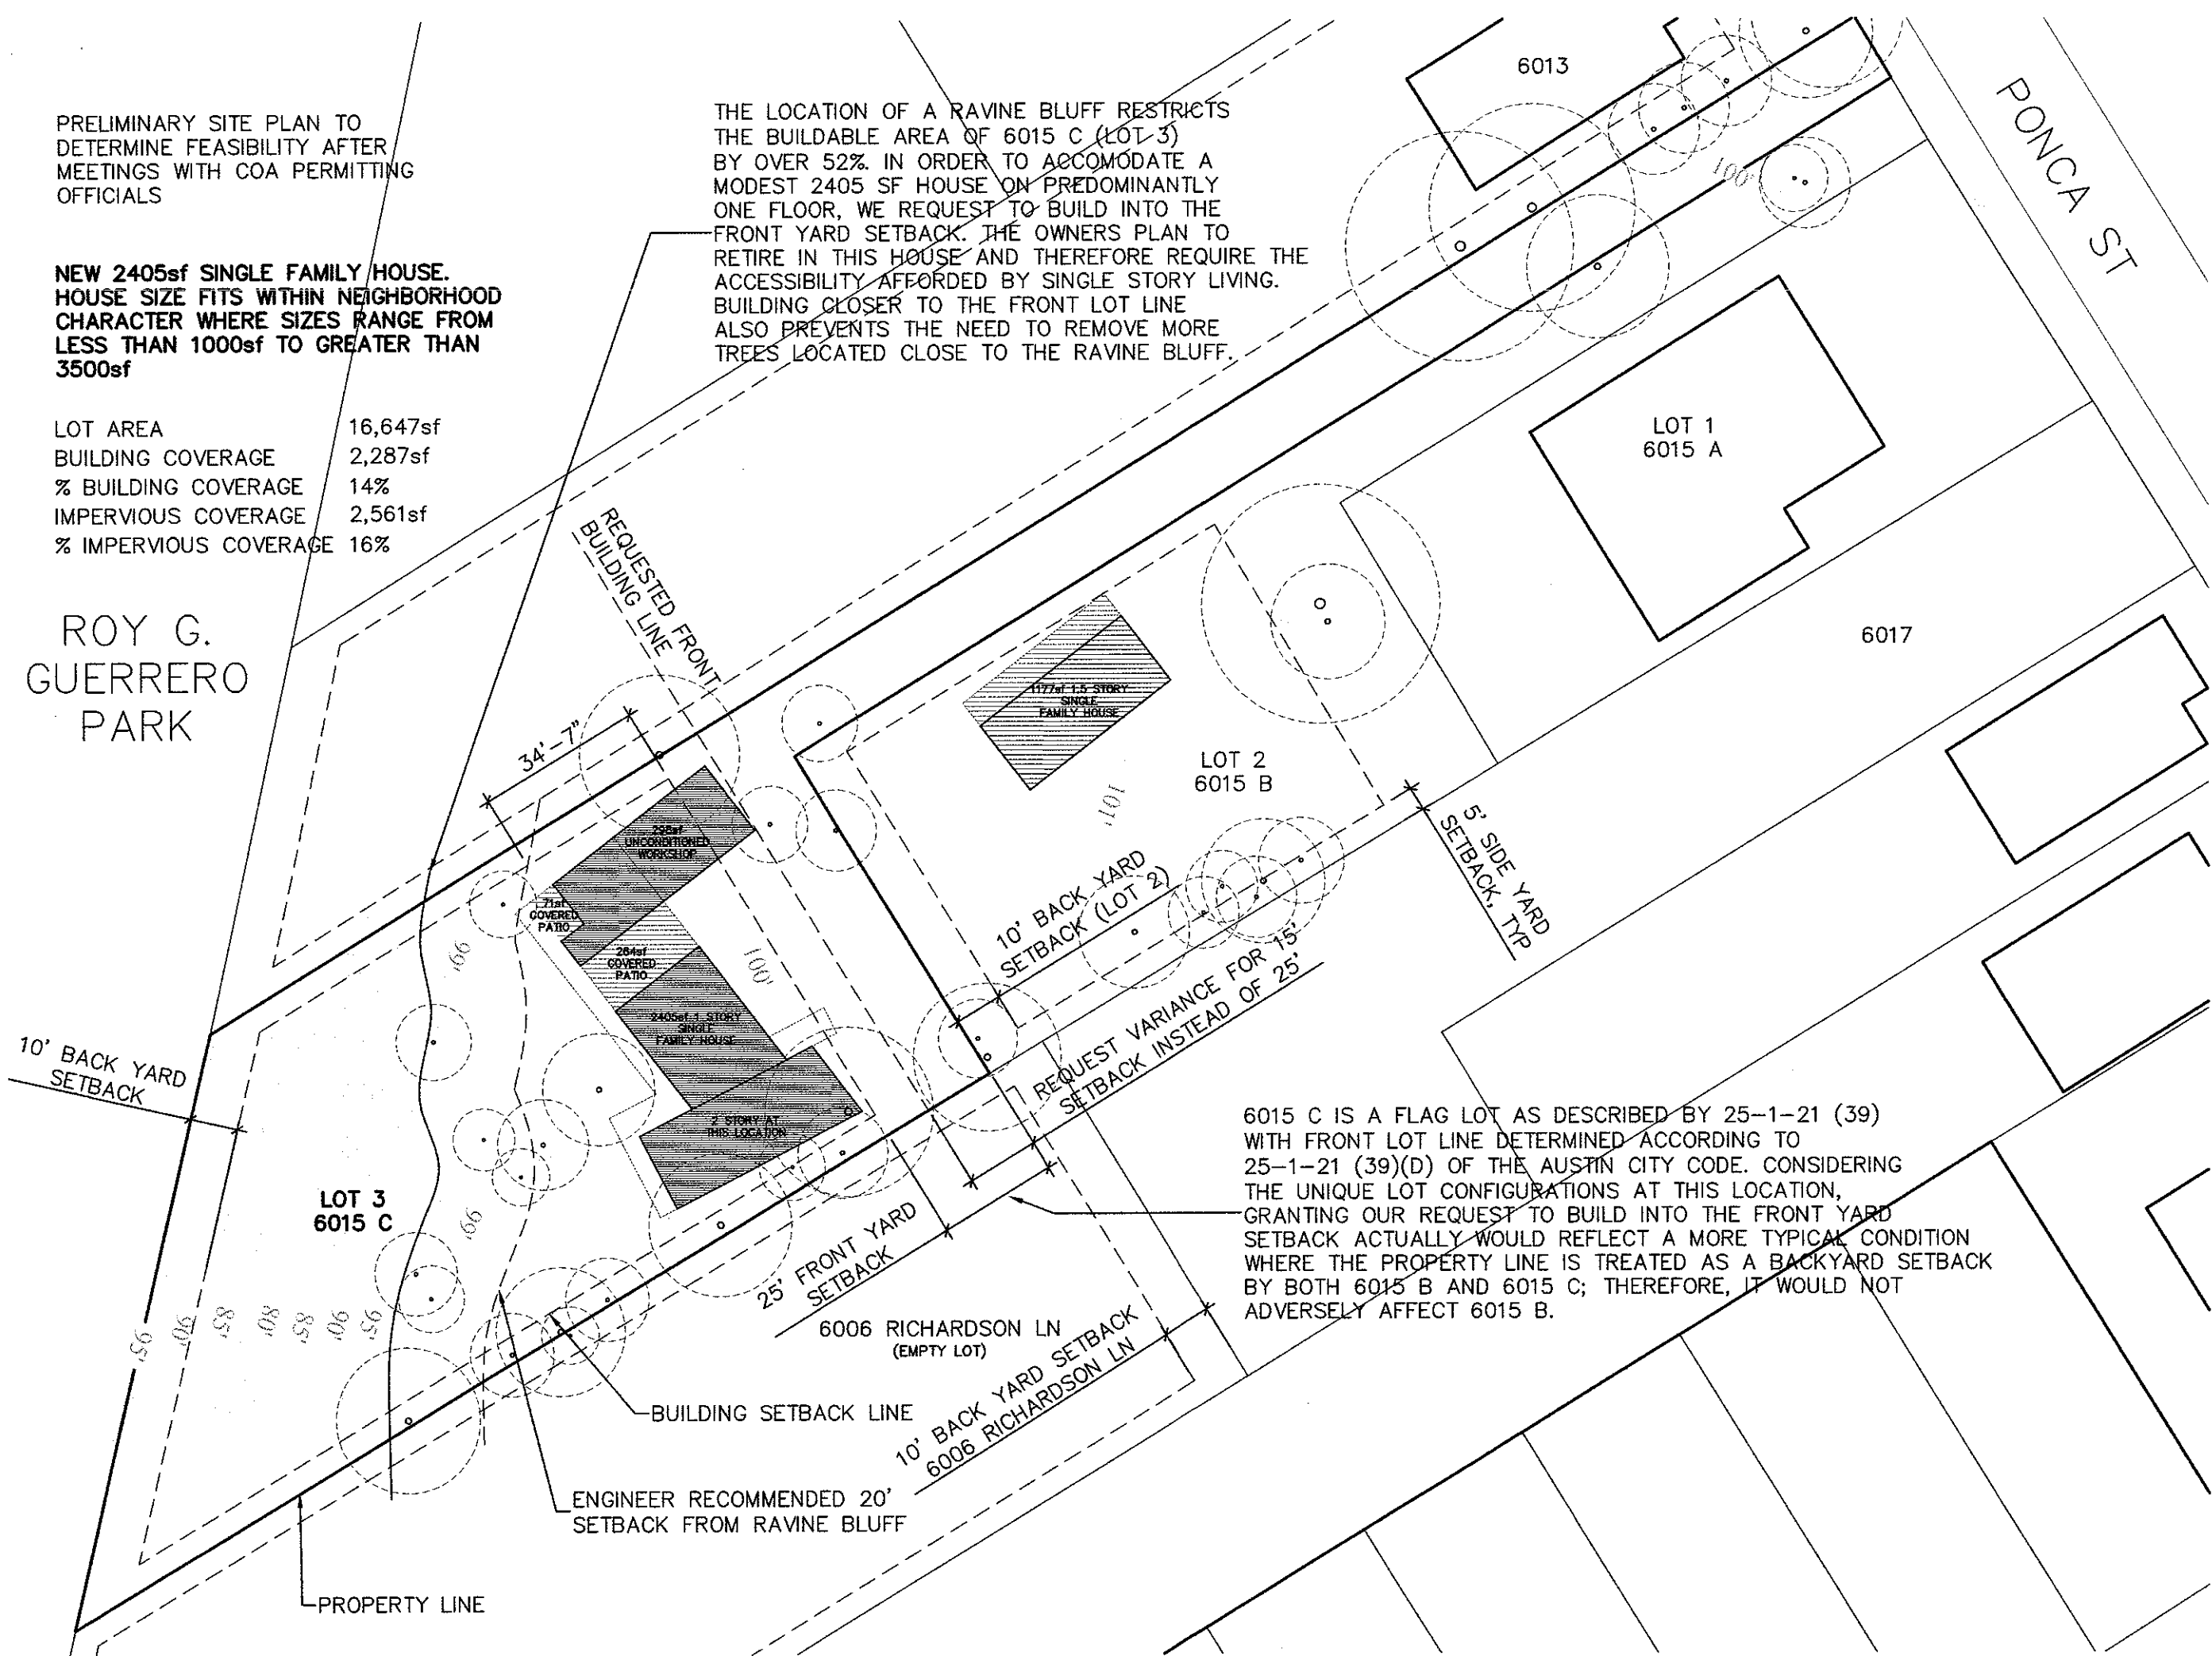 PRELIMINARY SITE PLAN TO
DETERMINE FEASIBILITY AFTER
MEETINGS WITH COA PERMITTING
OFFICIALS
NEW 2405sf SINGLE FAMILY HOUSE.
HOUSE SIZE FITS WITHIN NEIGHBORHOOD
CHARACTER WHERE SIZES RANGE FROM
LESS THAN 1000sf TO GREATER THAN
3500sf
LOT AREA 16,647sf
BUILDING COVERAGE 2,287sf
% BUILDING COVERAGE 14%
IMPERVIOUS COVERAGE 2,561sf
% IMPERVIOUS COVERAGE 16%
ROY G.
GUERRERO
PARK
THE LOCATION OF A RAVINE BLUFF RESTRICTS
THE BUILDABLE AREA OF 6015 C (LOT 3)
BY OVER 52%. IN ORDER TO ACCOMODATE A
MODEST 2405 SF HOUSE ON PREDOMINANTLY
ONE FLOOR, WE REQUEST TO BUILD INTO THE
FRONT YARD SETBACK. THE OWNERS PLAN TO
RETIRE IN THIS HOUSE AND THEREFORE REQUIRE THE
ACCESSIBILITY AFFORDED BY SINGLE STORY LIVING.
BUILDING CLOSER TO THE FRONT LOT LINE
ALSO PREVENTS THE NEED TO REMOVE MORE
TREES LOCATED CLOSE TO THE RAVINE BLUFF.
6013
PONCA ST
100'
LOT 1
6015 A
6017
REQUESTED FRONT
BUILDING LINE
34'-7"
1177sf 1.5 STORY
SINGLE
FAMILY HOUSE
LOT 2
6015 B
101'
5' SIDE YARD
SETBACK, TYP
298sf
UNCONDITIONED
WORKSHOP
71sf
COVERED
PATIO
264sf
COVERED
PATIO
100'
2405sf 1 STORY
SINGLE
FAMILY HOUSE
2 STORY AT
THIS LOCATION
10' BACK YARD
SETBACK (LOT 2)
REQUEST VARIANCE FOR 15'
SETBACK INSTEAD OF 25'
99'
10' BACK YARD
SETBACK
LOT 3
6015 C
99'
95'
90'
85'
80'
85'
90'
95'
25' FRONT YARD
SETBACK
6015 C IS A FLAG LOT AS DESCRIBED BY 25-1-21 (39)
WITH FRONT LOT LINE DETERMINED ACCORDING TO
25-1-21 (39)(D) OF THE AUSTIN CITY CODE. CONSIDERING
THE UNIQUE LOT CONFIGURATIONS AT THIS LOCATION,
GRANTING OUR REQUEST TO BUILD INTO THE FRONT YARD
SETBACK ACTUALLY WOULD REFLECT A MORE TYPICAL CONDITION
WHERE THE PROPERTY LINE IS TREATED AS A BACKYARD SETBACK
BY BOTH 6015 B AND 6015 C; THEREFORE, IT WOULD NOT
ADVERSELY AFFECT 6015 B.
6006 RICHARDSON LN
(EMPTY LOT)
10' BACK YARD SETBACK
6006 RICHARDSON LN
BUILDING SETBACK LINE
ENGINEER RECOMMENDED 20'
SETBACK FROM RAVINE BLUFF
PROPERTY LINE